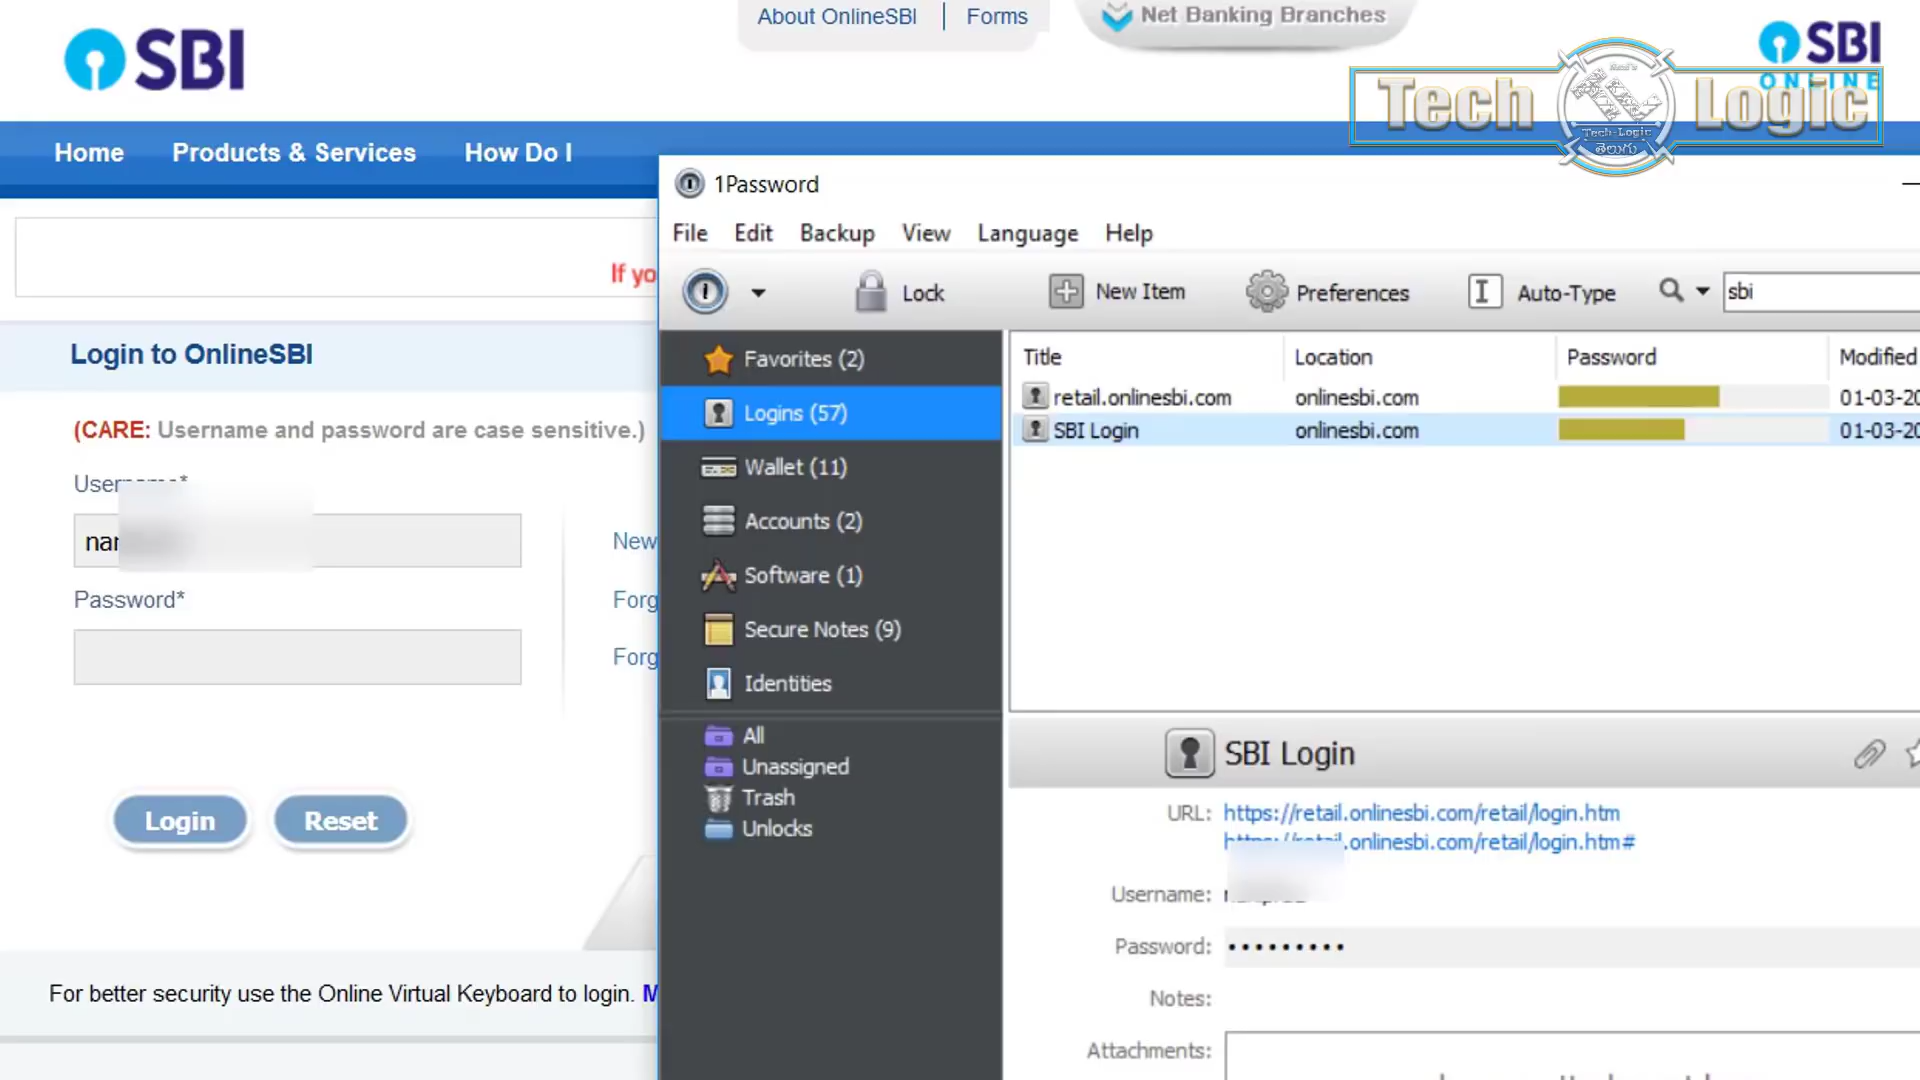 About OnlineSBI | Forms
Net Banking Branches
SBI
SBI
ONLINE
Tech Logic
Tech-Logic
తెలుగు
Home Products & Services How Do I
If yo
Login to OnlineSBI
(CARE: Username and password are case sensitive.)
Username*
nar
Password*
New
Forg
Forg
Login Reset
For better security use the Online Virtual Keyboard to login. M
1Password
File Edit Backup View Language Help
Lock New Item Preferences Auto-Type sbi
Favorites (2)
Logins (57)
Wallet (11)
Accounts (2)
Software (1)
Secure Notes (9)
Identities
All
Unassigned
Trash
Unlocks
Title Location Password Modified
retail.onlinesbi.com onlinesbi.com 01-03-20
SBI Login onlinesbi.com 01-03-20
SBI Login
URL: https://retail.onlinesbi.com/retail/login.htm
https://retail.onlinesbi.com/retail/login.htm#
Username:
Password: •••••••••
Notes:
Attachments: